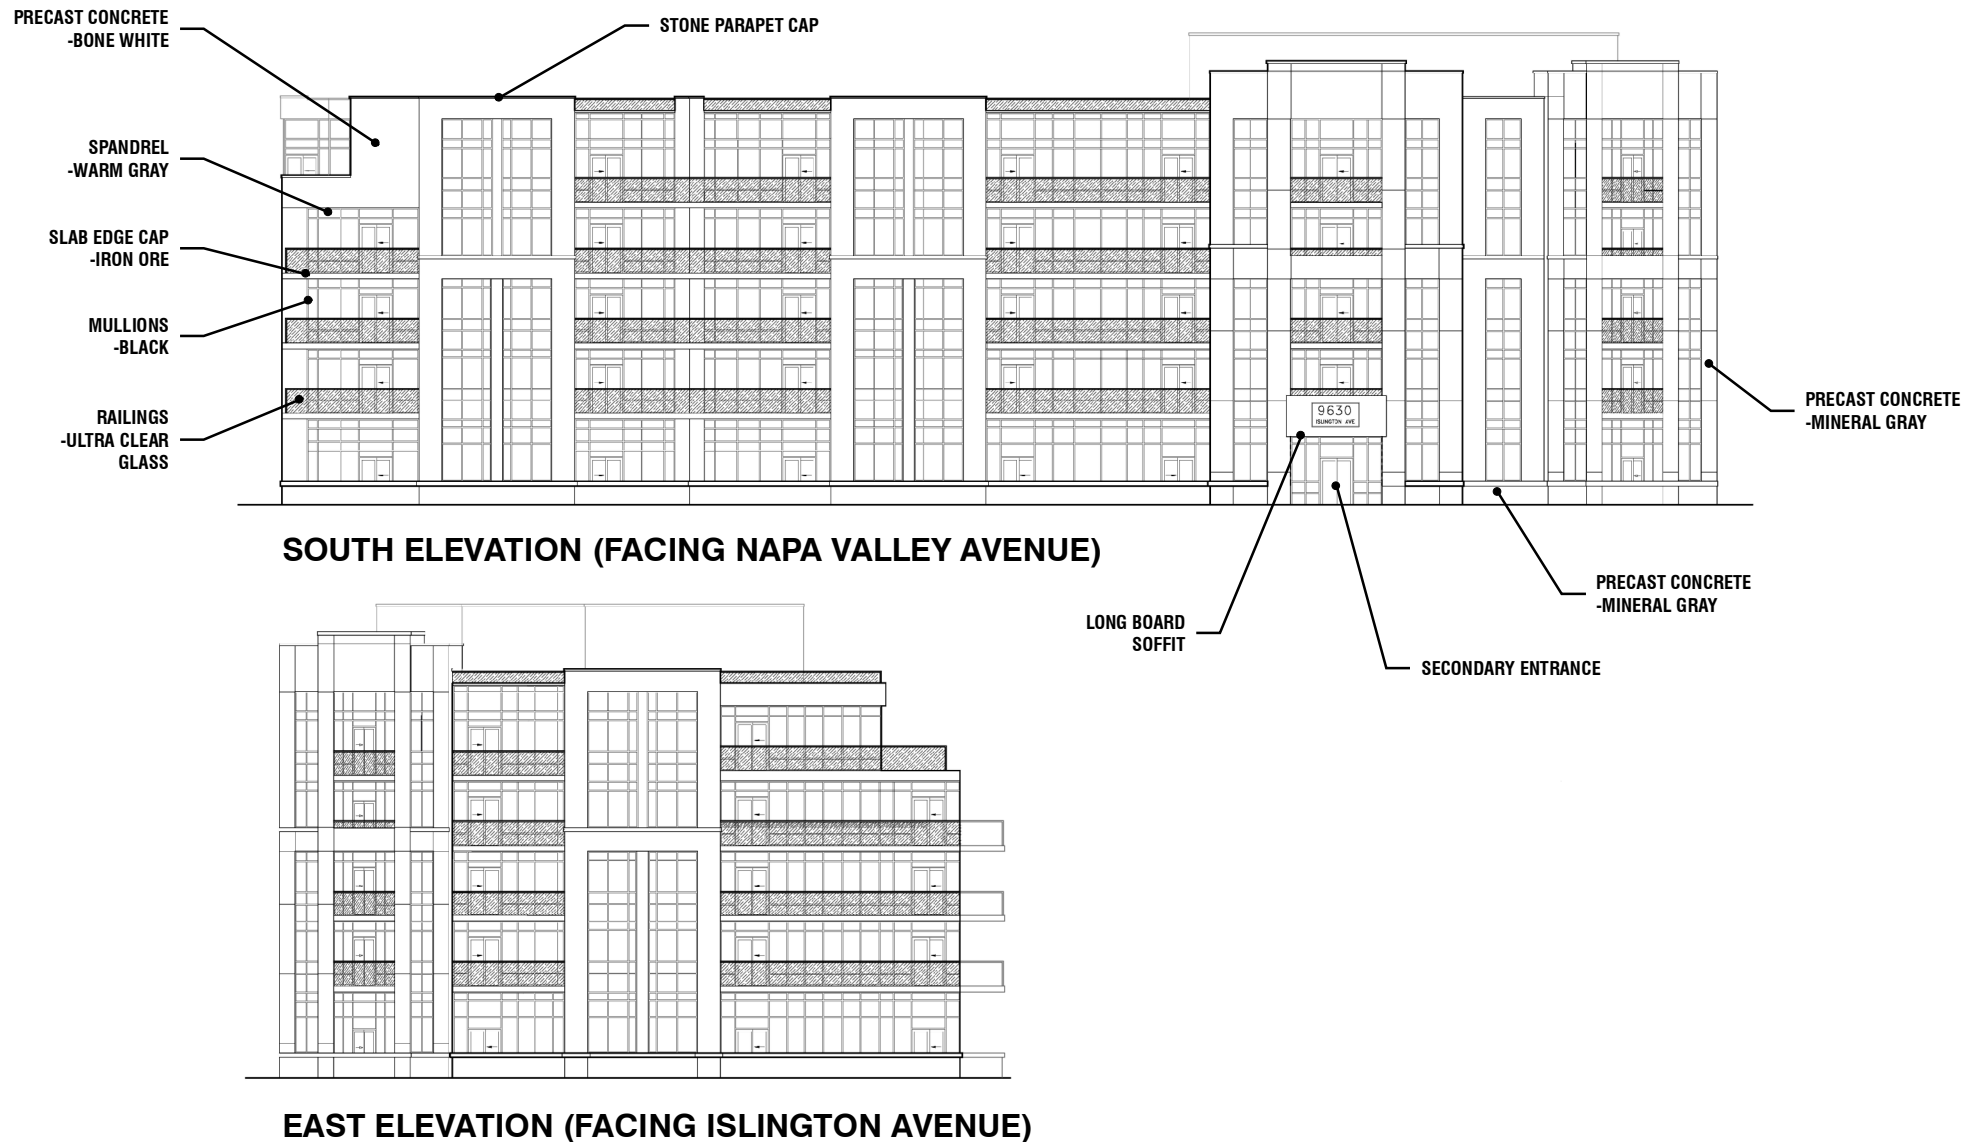 PRECAST CONCRETE
-BONE WHITE
STONE PARAPET CAP
SPANDREL
-WARM GRAY
SLAB EDGE CAP
-IRON ORE
MULLIONS
-BLACK
RAILINGS
-ULTRA CLEAR
GLASS
9630
ISLINGTON AVE
PRECAST CONCRETE
-MINERAL GRAY
SOUTH ELEVATION (FACING NAPA VALLEY AVENUE)
PRECAST CONCRETE
-MINERAL GRAY
LONG BOARD
SOFFIT
SECONDARY ENTRANCE
EAST ELEVATION (FACING ISLINGTON AVENUE)